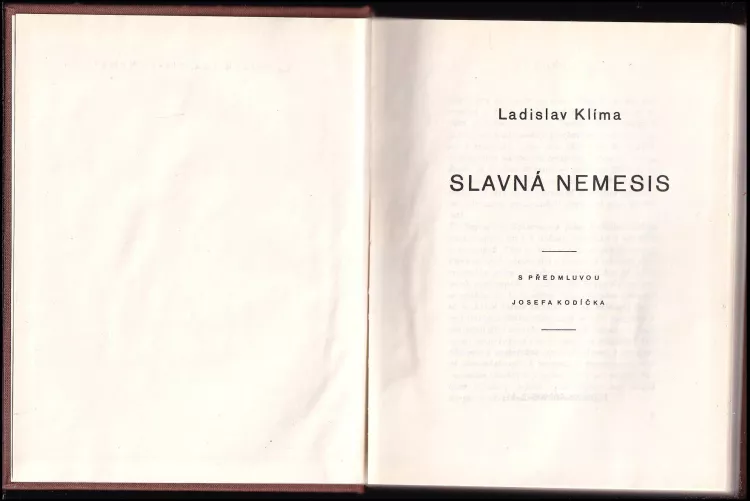 Ladislav Klíma
SLAVNÁ NEMESIS
S PŘEDMLUVOU
JOSEFA KODÍČKA